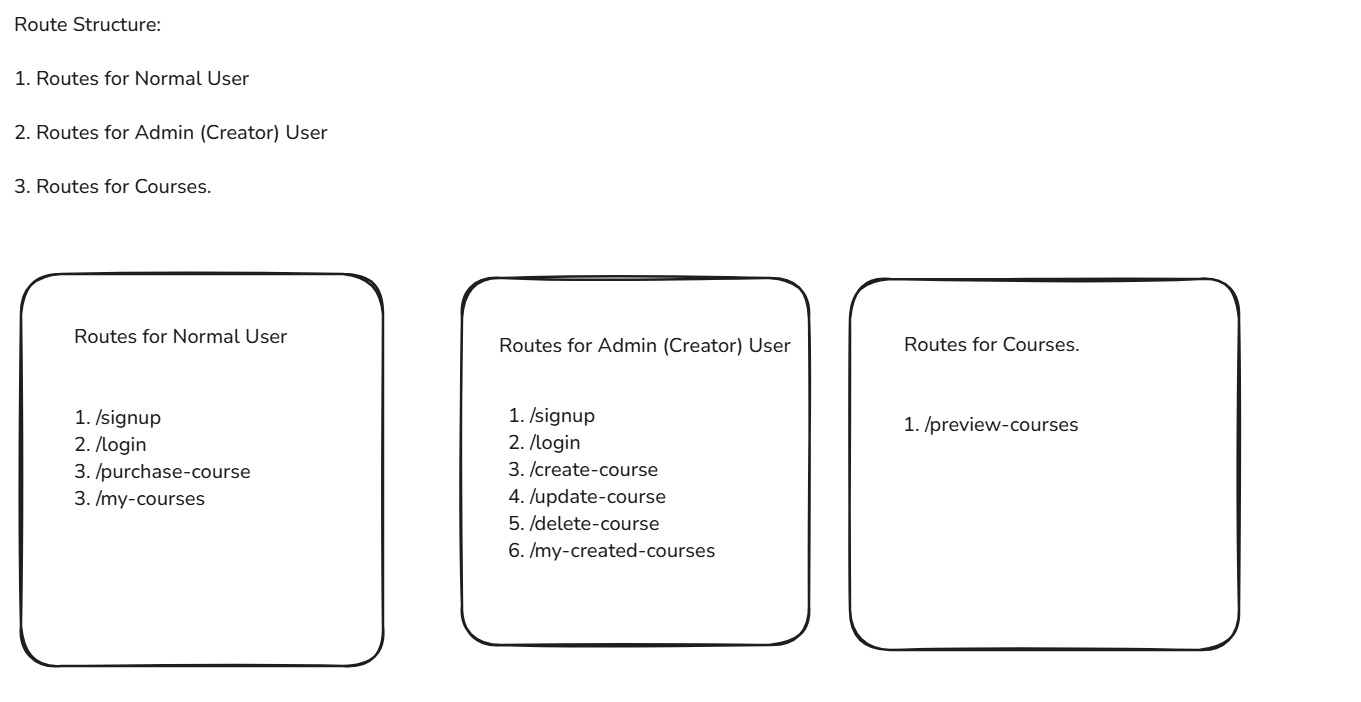 Route Structure:
1. Routes for Normal User
2. Routes for Admin (Creator) User
3. Routes for Courses.
Routes for Normal User
1. /signup
2. /login
3. /purchase-course
3. /my-courses
Routes for Admin (Creator) User
1. /signup
2. /login
3. /create-course
4. /update-course
5. /delete-course
6. /my-created-courses
Routes for Courses.
1. /preview-courses